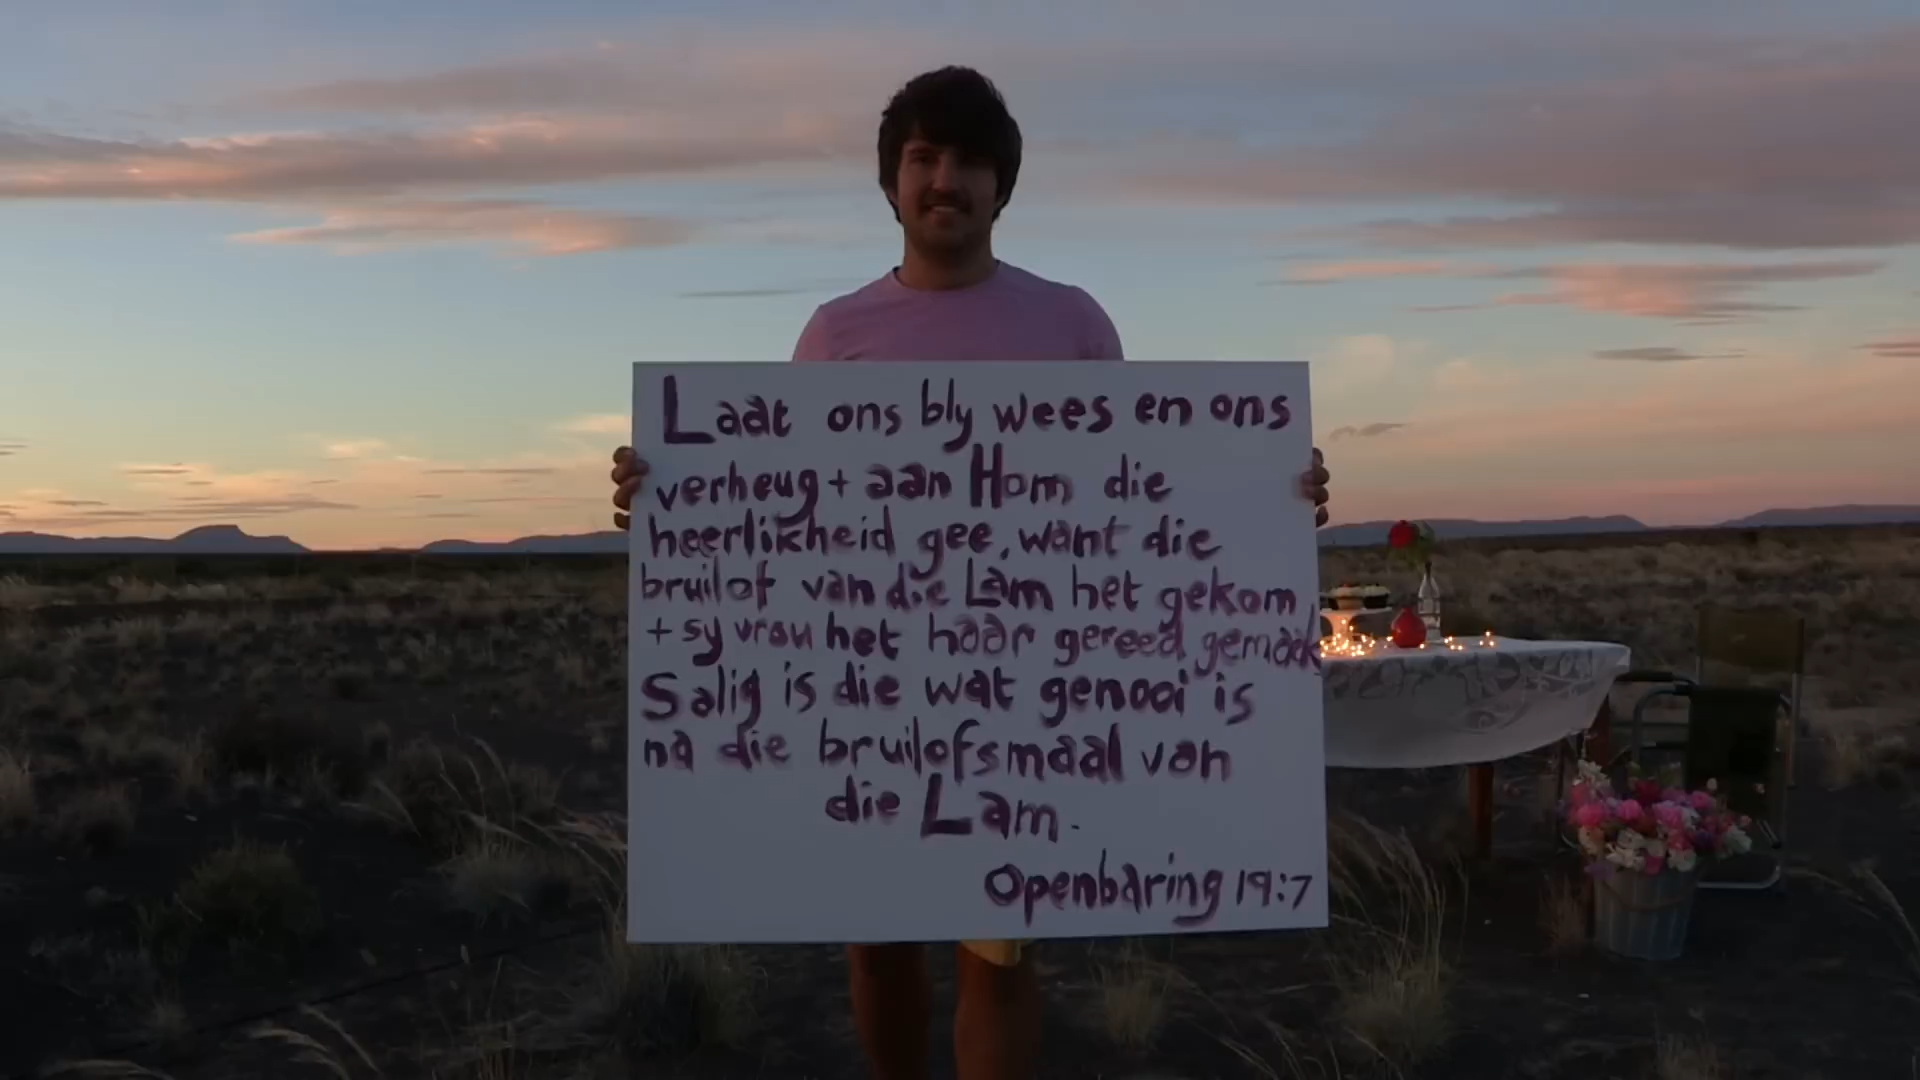 Laat ons bly wees en ons
verheug + aan Hom die
heerlikheid gee, want die
bruilof van die Lam het gekom
+ sy vrou het haar gereed gemaak
Salig is die wat genooi is
na die bruilofsmaal van
die Lam.
Openbaring 19:7